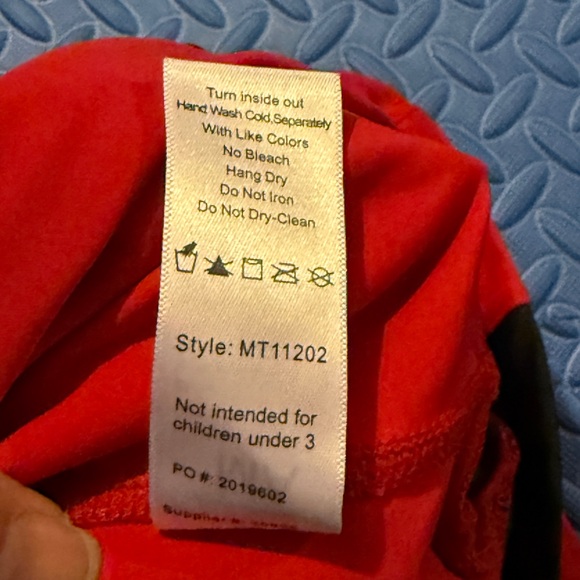 Turn inside out
Hand Wash Cold,Separately
With Like Colors
No Bleach
Hang Dry
Do Not Iron
Do Not Dry-Clean
Style: MT11202
Not intended for
children under 3
PO #: 2019602
Supplier #: